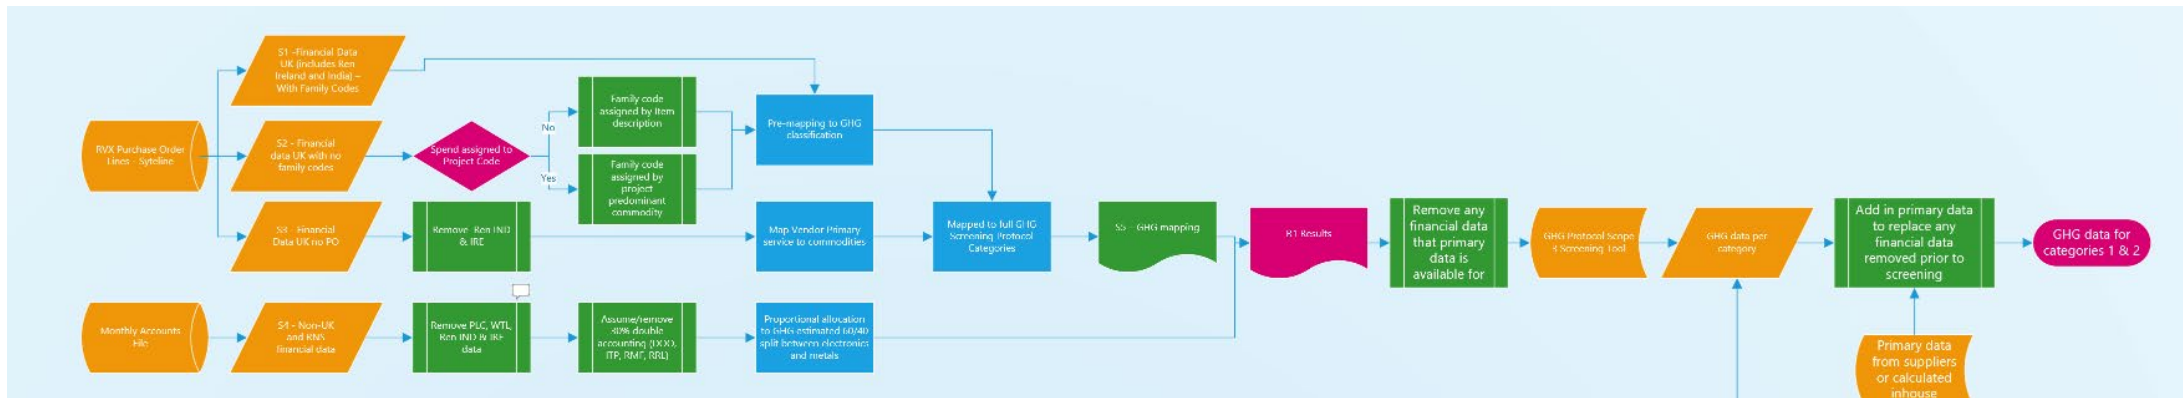 S1 -Financial Data
UK (includes Ren
Ireland and India) –
With Family Codes
RVX Purchase Order
Lines - Syteline
S2 - Financial
data UK with no
family codes
Spend assigned to
Project Code
No
Yes
Family code
assigned by Item
description
Family code
assigned by
project
predominant
commodity
Pre-mapping to GHG
classification
S3 - Financial
Data UK no PO
Remove Ren IND
& IRE
Map Vendor Primary
service to commodities
Mapped to full GHG
Screening Protocol
Categories
S5 – GHG mapping
R1 Results
Remove any
financial data
that primary
data is
available for
GHG Protocol Scope
3 Screening Tool
GHG data per
category
Add in primary data
to replace any
financial data
removed prior to
screening
GHG data for
categories 1 & 2
Monthly Accounts
File
S4 - Non-UK
and RNS
financial data
Remove PLC, WTL,
Ren IND & IRE
data
Assume/remove
30% double
accounting
ITP, RMF, RRL)
Proportional allocation
to GHG estimated 60/40
split between electronics
and metals
Primary data
from suppliers
or calculated
inhouse